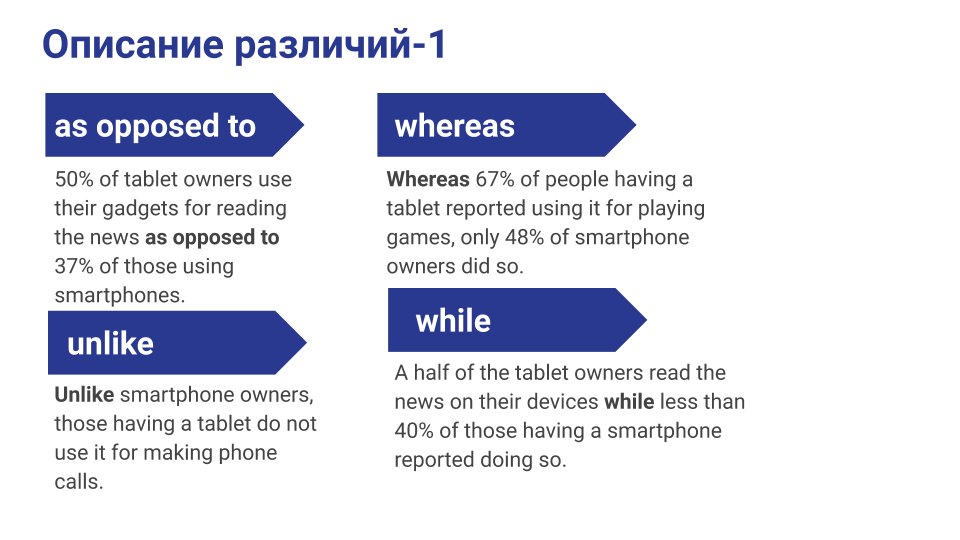 Описание различий-1
as opposed to
50% of tablet owners use
their gadgets for reading
the news as opposed to
37% of those using
smartphones.
unlike
Unlike smartphone owners,
those having a tablet do not
use it for making phone
calls.
whereas
Whereas 67% of people having a
tablet reported using it for playing
games, only 48% of smartphone
owners did so.
while
A half of the tablet owners read the
news on their devices while less than
40% of those having a smartphone
reported doing so.